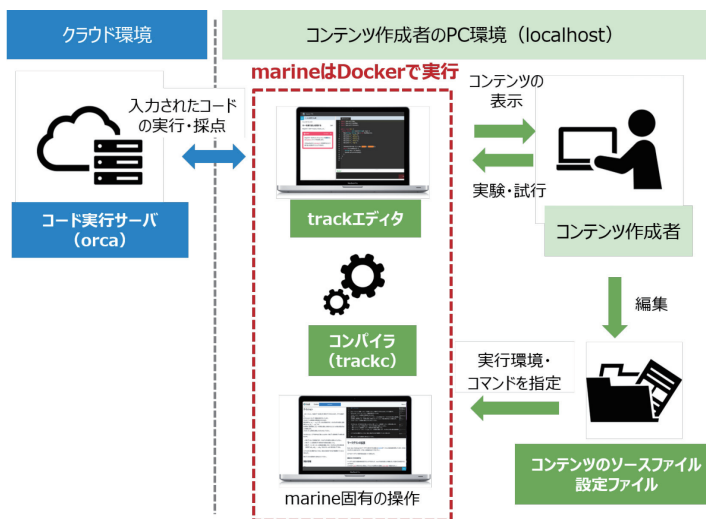 クラウド環境
コンテンツ作成者のPC環境（localhost）
marineはDockerで実行
入力されたコード
の実行・採点
コンテンツの
表示
実験・試行
コード実行サーバ
（orca）
trackエディタ
コンテンツ作成者
編集
コンパイラ
（trackc）
実行環境・
コマンドを指定
marine固有の操作
コンテンツのソースファイル
設定ファイル